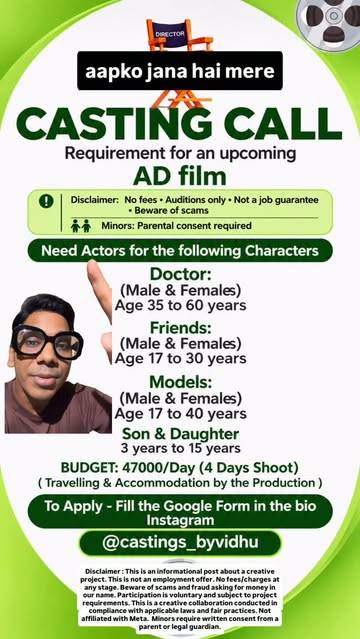 DIRECTOR
aapko jana hai mere
CASTING CALL
Requirement for an upcoming
AD film
Disclaimer: No fees • Auditions only • Not a job guarantee
• Beware of scams
Minors: Parental consent required
Need Actors for the following Characters
Doctor:
(Male & Females)
Age 35 to 60 years
Friends:
(Male & Females)
Age 17 to 30 years
Models:
(Male & Females)
Age 17 to 40 years
Son & Daughter
3 years to 15 years
BUDGET: 47000/Day (4 Days Shoot)
( Travelling & Accommodation by the Production )
To Apply - Fill the Google Form in the bio
Instagram
@castings_byvidhu
Disclaimer : This is an informational post about a creative
project. This is not an employment offer. No fees/charges at
any stage. Beware of scams and fraud asking for money in
our name. Participation is voluntary and subject to project
requirements. This is a creative collaboration conducted in
compliance with applicable laws and fair practices. Not
affiliated with Meta. Minors require written consent from a
parent or legal guardian.